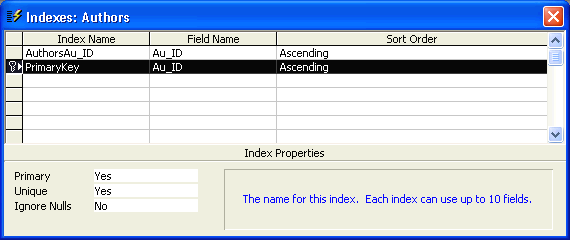 Indexes: Authors
Index Name Field Name Sort Order
AuthorsAu_ID Au_ID Ascending
PrimaryKey Au_ID Ascending
Index Properties
Primary Yes
Unique Yes
Ignore Nulls No
The name for this index. Each index can use up to 10 fields.